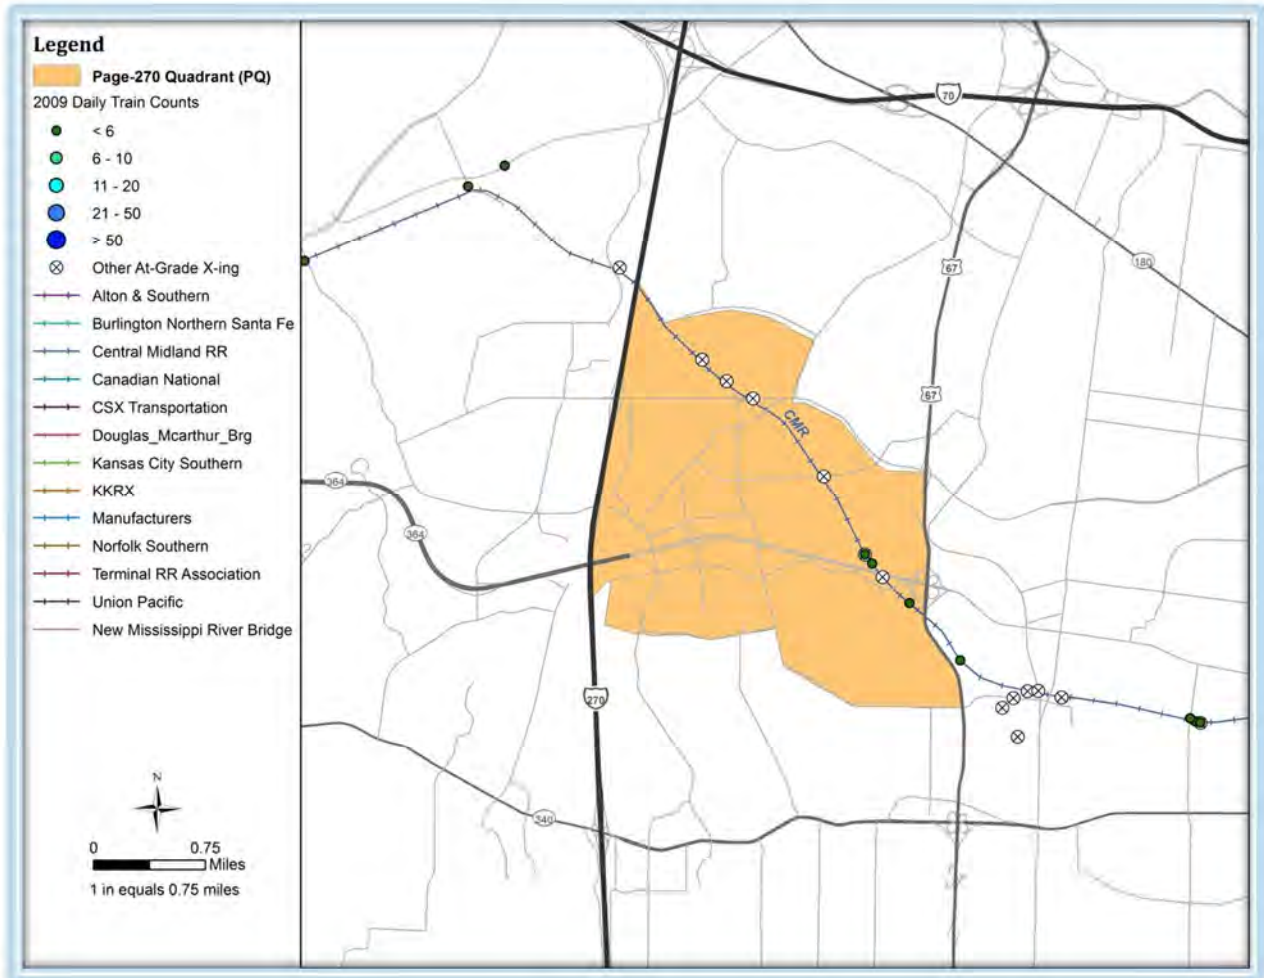 Legend
Page-270 Quadrant (PQ)
2009 Daily Train Counts
< 6
6 - 10
11 - 20
21 - 50
> 50
Other At-Grade X-ing
Alton & Southern
Burlington Northern Santa Fe
Central Midland RR
Canadian National
CSX Transportation
Douglas_Mcarthur_Brg
Kansas City Southern
KKRX
Manufacturers
Norfolk Southern
Terminal RR Association
Union Pacific
New Mississippi River Bridge
N
0 0.75
Miles
1 in equals 0.75 miles
70
180
67
67
CMR
364
364
270
340